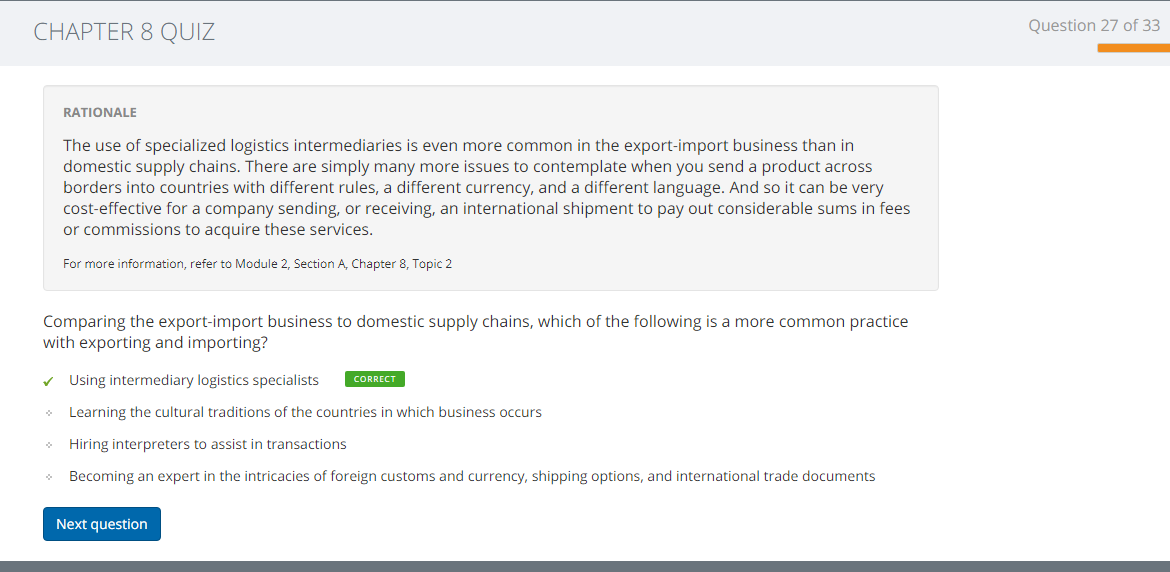 CHAPTER 8 QUIZ
Question 27 of 33
RATIONALE
The use of specialized logistics intermediaries is even more common in the export-import business than in
domestic supply chains. There are simply many more issues to contemplate when you send a product across
borders into countries with different rules, a different currency, and a different language. And so it can be very
cost-effective for a company sending, or receiving, an international shipment to pay out considerable sums in fees
or commissions to acquire these services.
For more information, refer to Module 2, Section A, Chapter 8, Topic 2
Comparing the export-import business to domestic supply chains, which of the following is a more common practice
with exporting and importing?
Using intermediary logistics specialists CORRECT
Learning the cultural traditions of the countries in which business occurs
Hiring interpreters to assist in transactions
Becoming an expert in the intricacies of foreign customs and currency, shipping options, and international trade documents
Next question